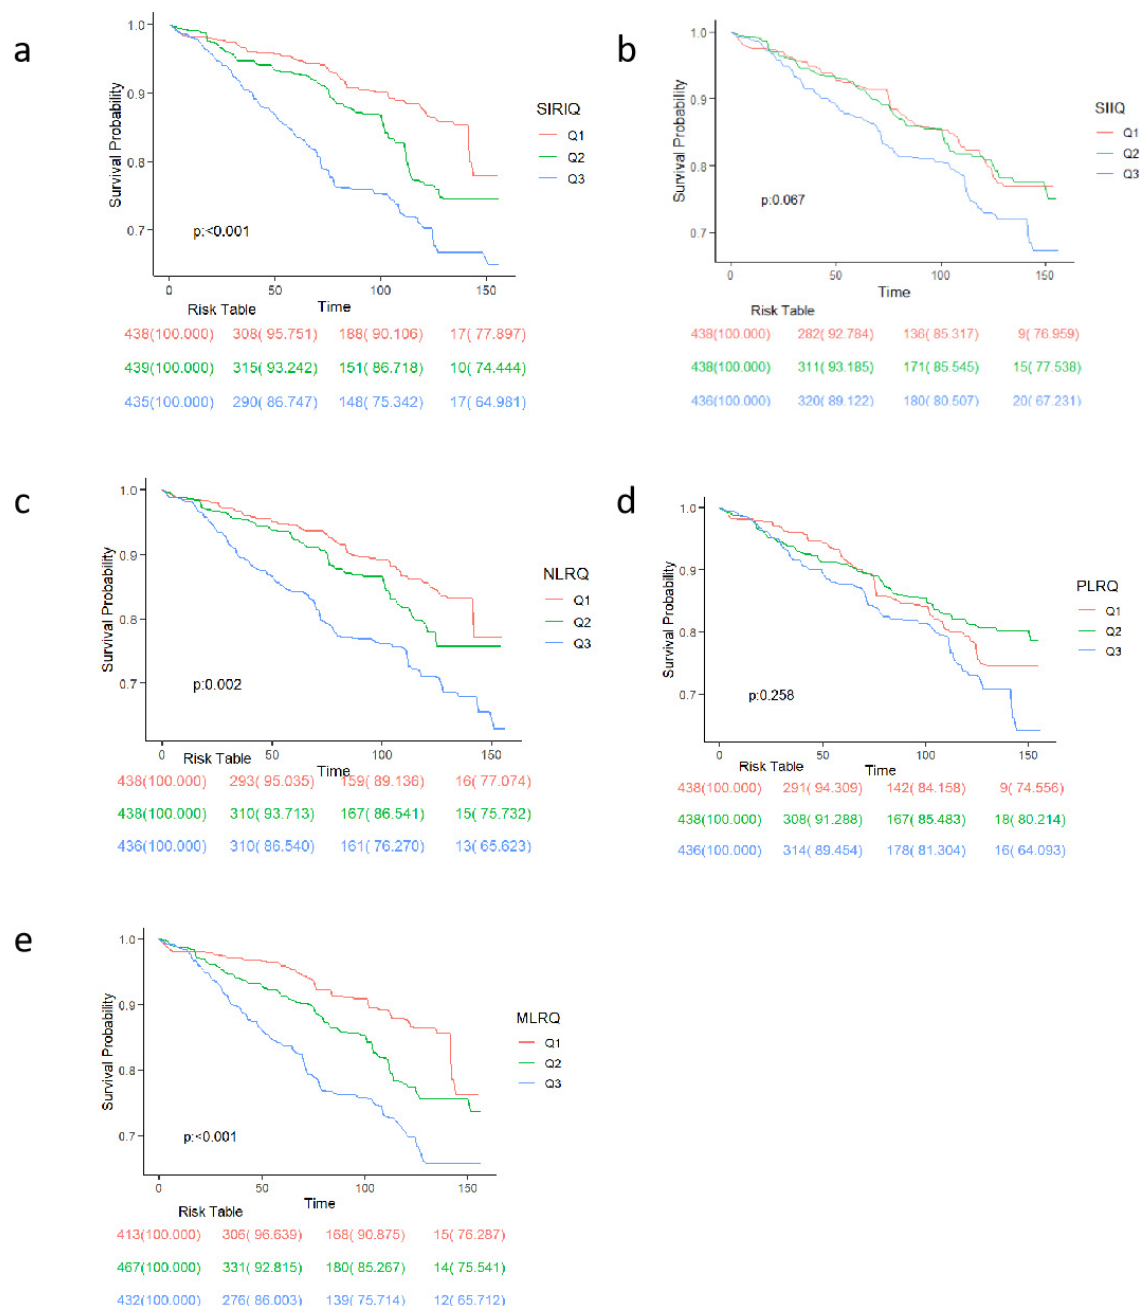 a
1.0
0.9
0.8
0.7
Survival Probability
p:<0.001
SIRIQ
Q1
Q2
Q3
0 50 100 150
Time
Risk Table
438(100.000) 308( 95.751) 188( 90.106) 17( 77.897)
439(100.000) 315( 93.242) 151( 86.718) 10( 74.444)
435(100.000) 290( 86.747) 148( 75.342) 17( 64.981)
b
1.0
0.9
0.8
0.7
Survival Probability
p:0.067
SIIQ
Q1
Q2
Q3
0 50 100 150
Time
Risk Table
438(100.000) 282( 92.784) 136( 85.317) 9( 76.959)
438(100.000) 311( 93.185) 171( 85.545) 15( 77.538)
436(100.000) 320( 89.122) 180( 80.507) 20( 67.231)
c
1.0
0.9
0.8
0.7
Survival Probability
p:0.002
NLRQ
Q1
Q2
Q3
0 50 100 150
Time
Risk Table
438(100.000) 293( 95.035) 159( 89.136) 16( 77.074)
438(100.000) 310( 93.713) 167( 86.541) 15( 75.732)
436(100.000) 310( 86.540) 161( 76.270) 13( 65.623)
d
1.0
0.9
0.8
0.7
Survival Probability
p:0.258
PLRQ
Q1
Q2
Q3
0 50 100 150
Time
Risk Table
438(100.000) 291( 94.309) 142( 84.158) 9( 74.556)
438(100.000) 308( 91.288) 167( 85.483) 18( 80.214)
436(100.000) 314( 89.454) 178( 81.304) 16( 64.093)
e
1.0
0.9
0.8
0.7
Survival Probability
p:<0.001
MLRQ
Q1
Q2
Q3
0 50 100 150
Time
Risk Table
413(100.000) 306( 96.639) 168( 90.875) 15( 76.287)
467(100.000) 331( 92.815) 180( 85.267) 14( 75.541)
432(100.000) 276( 86.003) 139( 75.714) 12( 65.712)